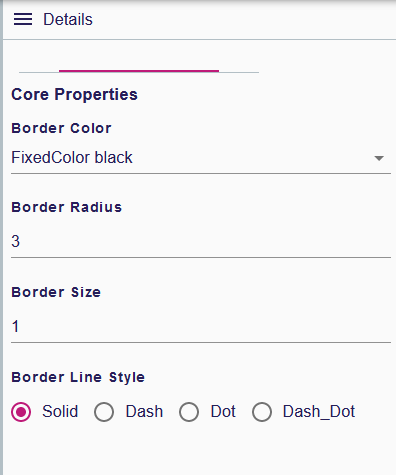 Details
Core Properties
Border Color
FixedColor black
Border Radius
3
Border Size
1
Border Line Style
Solid Dash Dot Dash_Dot